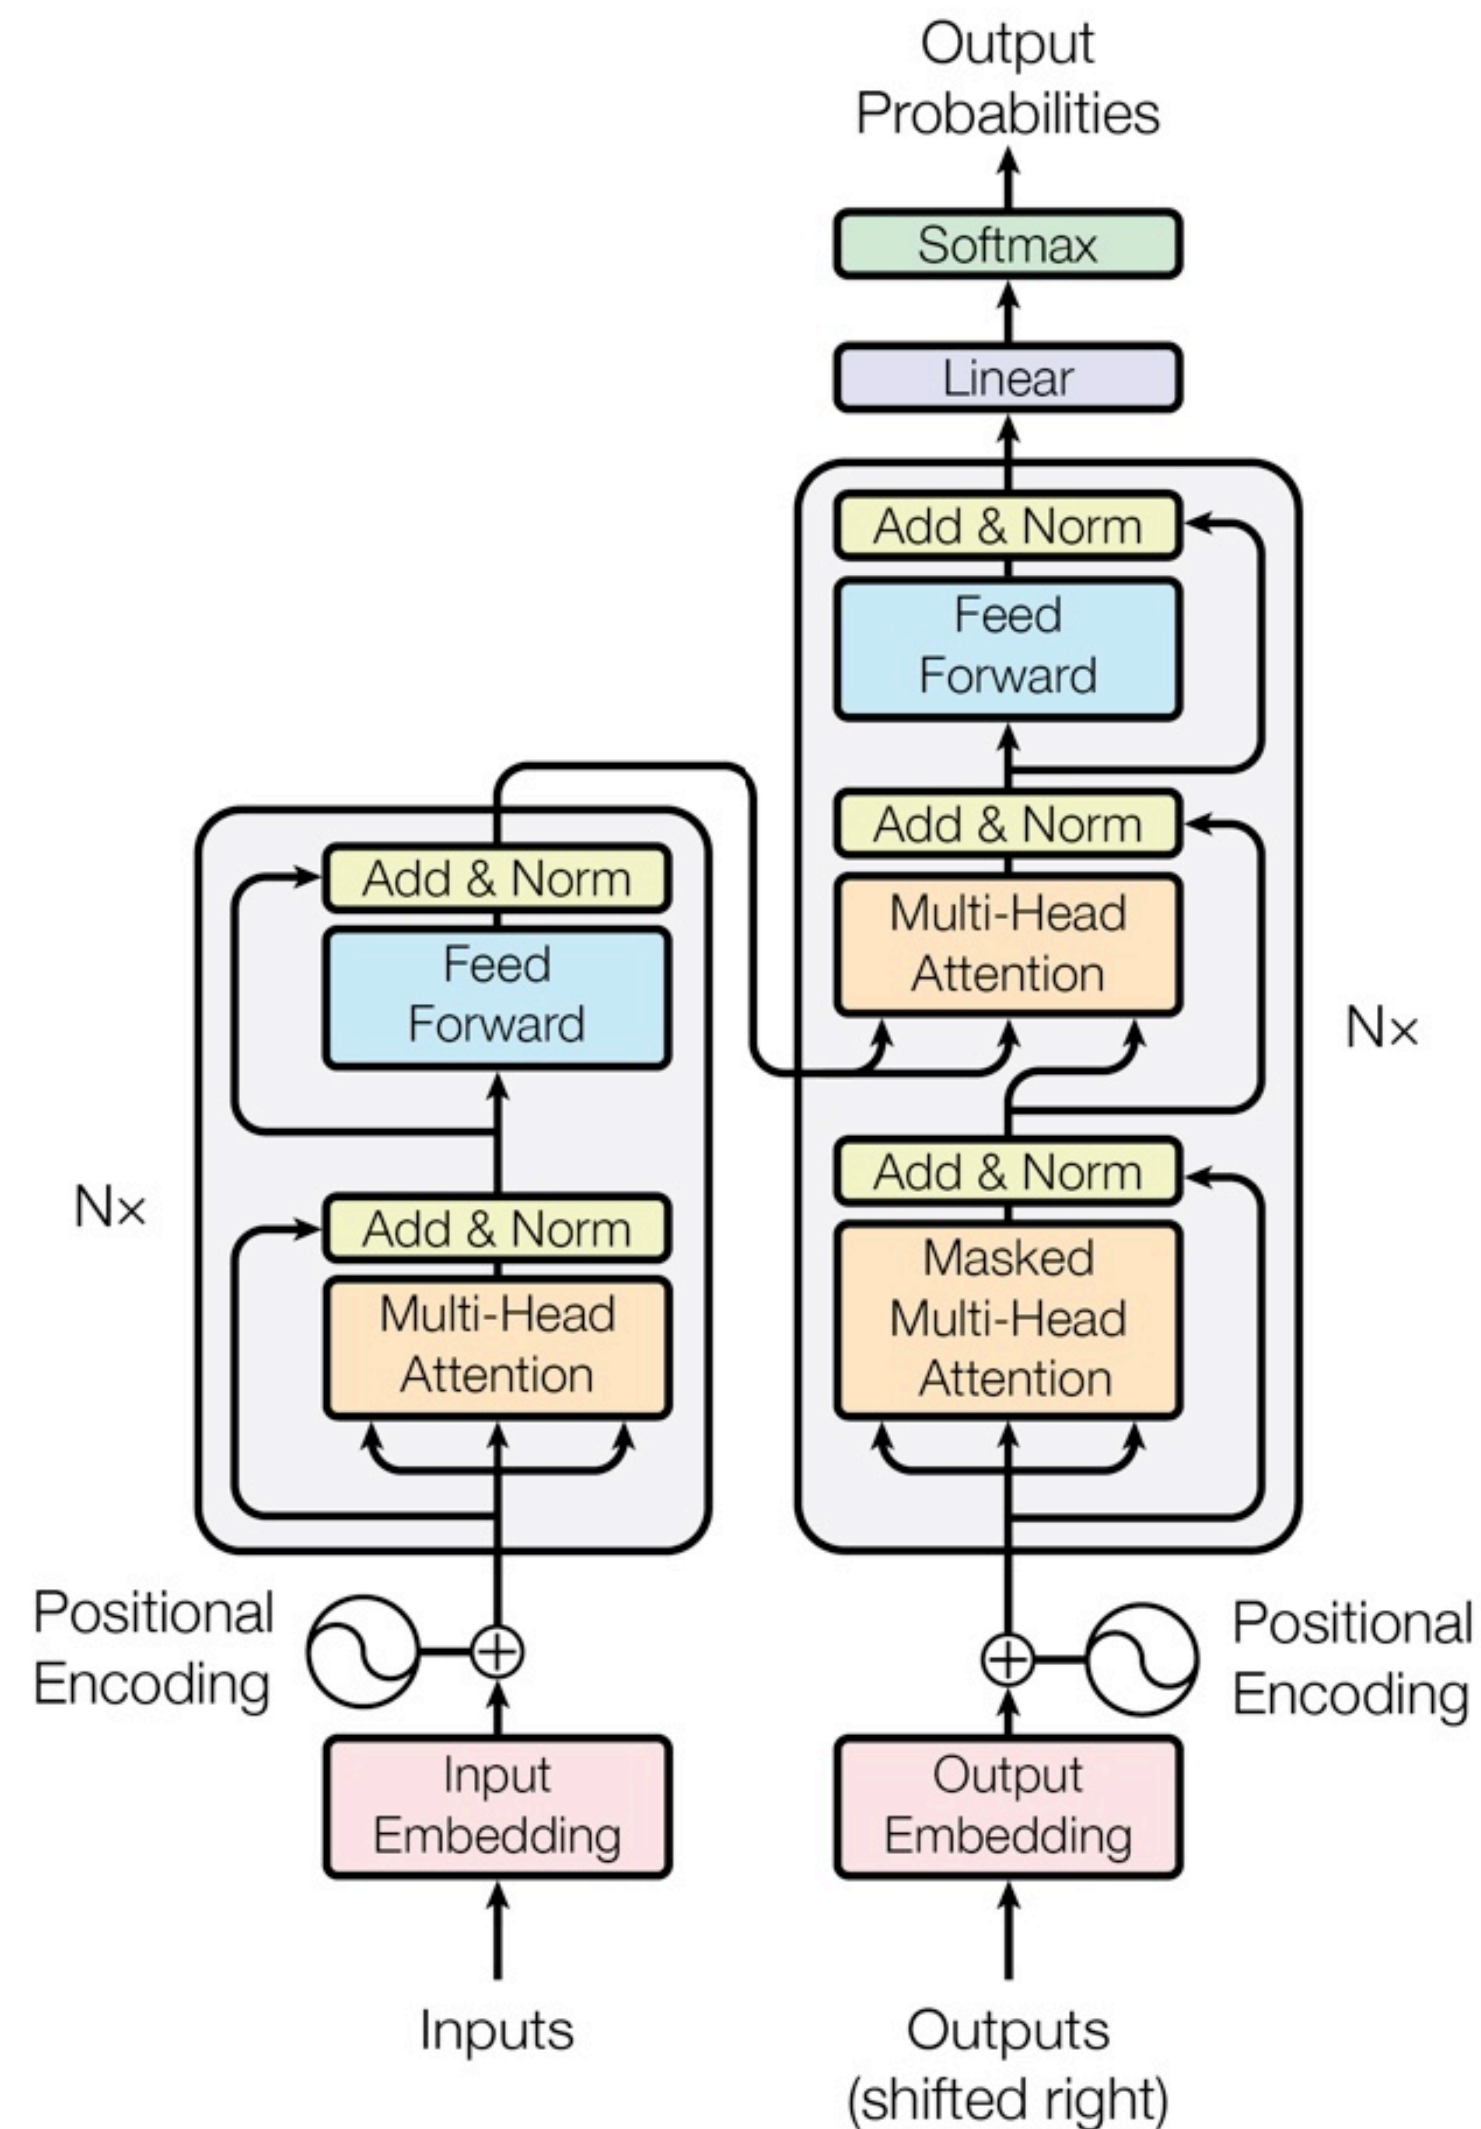 Output
Probabilities
Softmax
Linear
Add & Norm
Feed
Forward
Add & Norm
Multi-Head
Attention
Nx
Add & Norm
Masked
Multi-Head
Attention
Add & Norm
Feed
Forward
Nx
Add & Norm
Multi-Head
Attention
Positional
Encoding
Positional
Encoding
Input
Embedding
Output
Embedding
Inputs
Outputs
(shifted right)